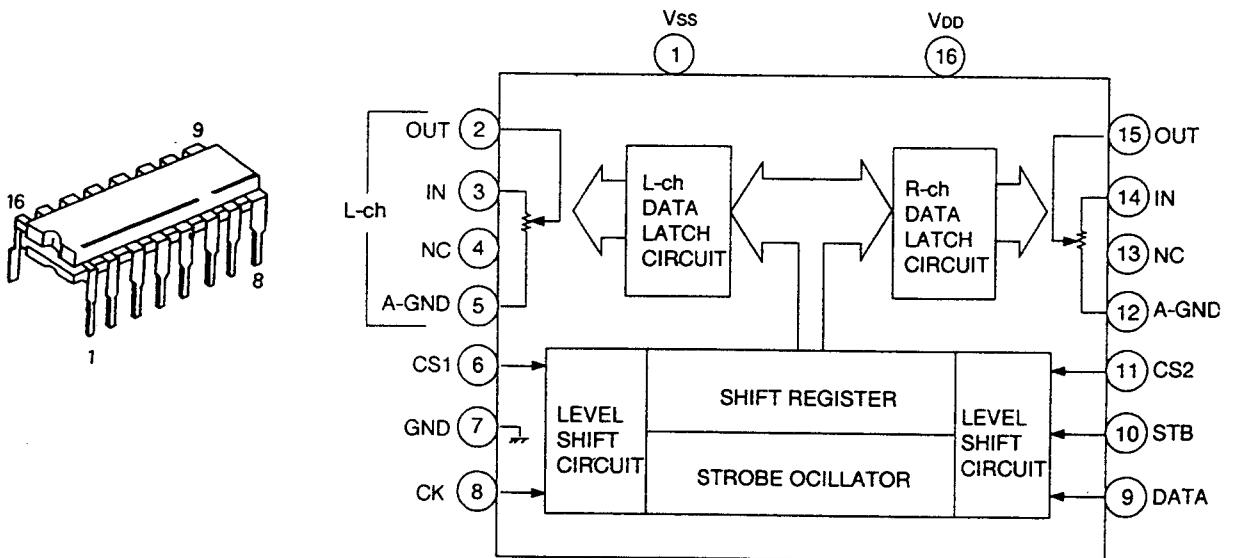 9
16
8
1
Vss
1
VDD
16
L-ch
OUT 2
IN 3
NC 4
A-GND 5
CS1 6
GND 7
CK 8
L-ch
DATA
LATCH
CIRCUIT
R-ch
DATA
LATCH
CIRCUIT
15 OUT
14 IN
13 NC
12 A-GND
11 CS2
10 STB
9 DATA
LEVEL
SHIFT
CIRCUIT
SHIFT REGISTER
STROBE OCILLATOR
LEVEL
SHIFT
CIRCUIT